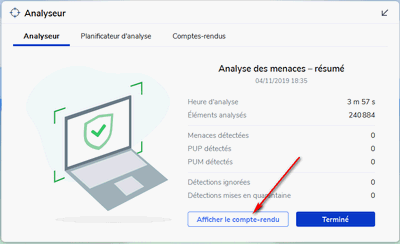 Analyseur
Analyseur Planificateur d'analyse Comptes-rendus
Analyse des menaces – résumé
04/11/2019 18:35
Heure d'analyse 3 m 57 s
Éléments analysés 240 884
Menaces détectées 0
PUP détectés 0
PUM détectés 0
Détections ignorées 0
Détections mises en quarantaine 0
Afficher le compte-rendu Terminé